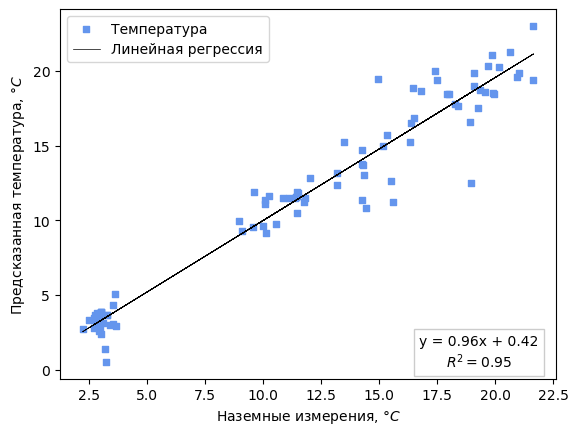 Температура
Линейная регрессия
Предсказанная температура, °C
20
15
10
5
0
y = 0.96x + 0.42
R² = 0.95
2.5 5.0 7.5 10.0 12.5 15.0 17.5 20.0 22.5
Наземные измерения, °C